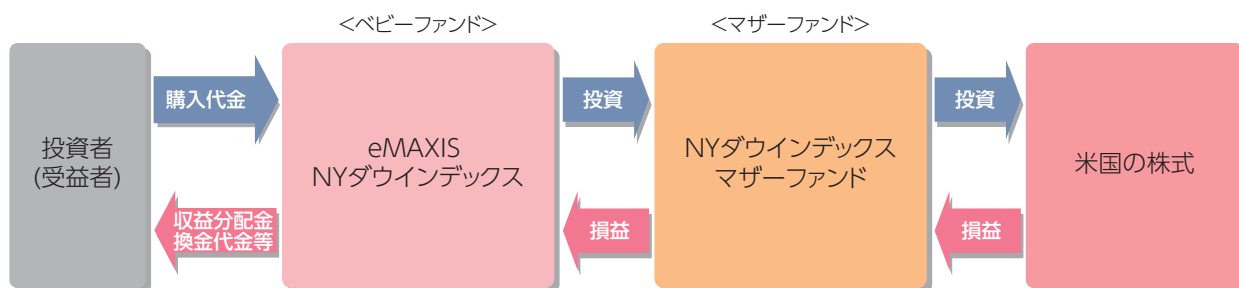 <ベビーファンド>
<マザーファンド>
投資者
(受益者)
購入代金
収益分配金
換金代金等
eMAXIS
NYダウインデックス
投資
損益
NYダウインデックス
マザーファンド
投資
損益
米国の株式